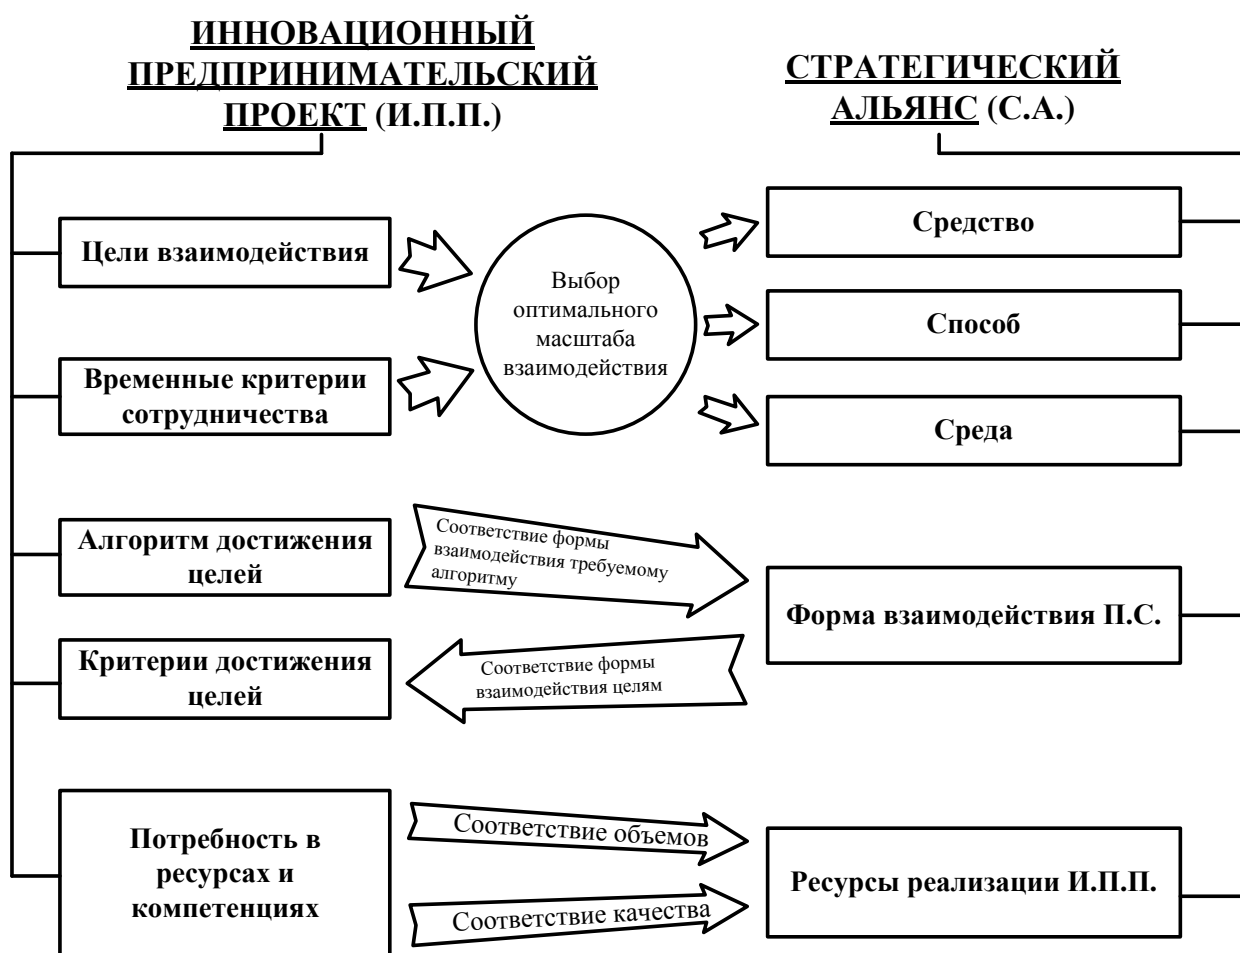 ИННОВАЦИОННЫЙ
ПРЕДПРИНИМАТЕЛЬСКИЙ
ПРОЕКТ (И.П.П.)
СТРАТЕГИЧЕСКИЙ
АЛЬЯНС (С.А.)
Цели взаимодействия
Временные критерии
сотрудничества
Выбор
оптимального
масштаба
взаимодействия
Средство
Способ
Среда
Алгоритм достижения
целей
Соответствие формы
взаимодействия требуемому
алгоритму
Форма взаимодействия П.С.
Критерии достижения
целей
Соответствие формы
взаимодействия целям
Потребность в
ресурсах и
компетенциях
Соответствие объемов
Соответствие качества
Ресурсы реализации И.П.П.